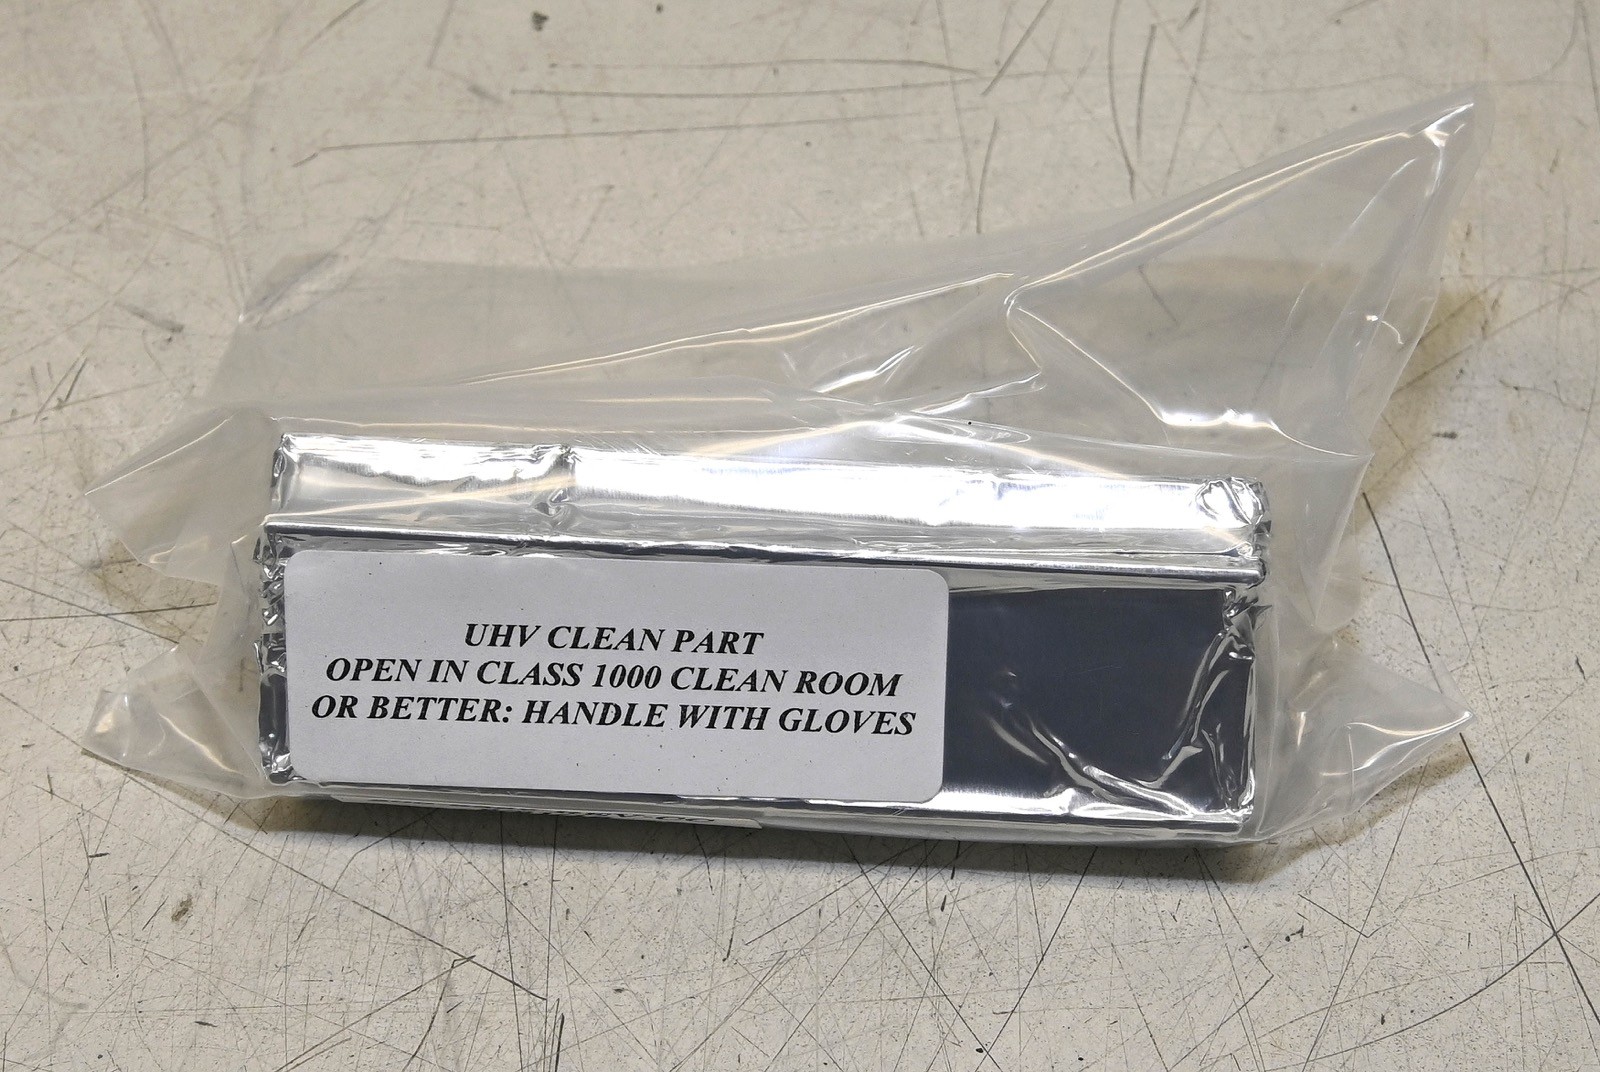 UHV CLEAN PART
OPEN IN CLASS 1000 CLEAN ROOM
OR BETTER: HANDLE WITH GLOVES